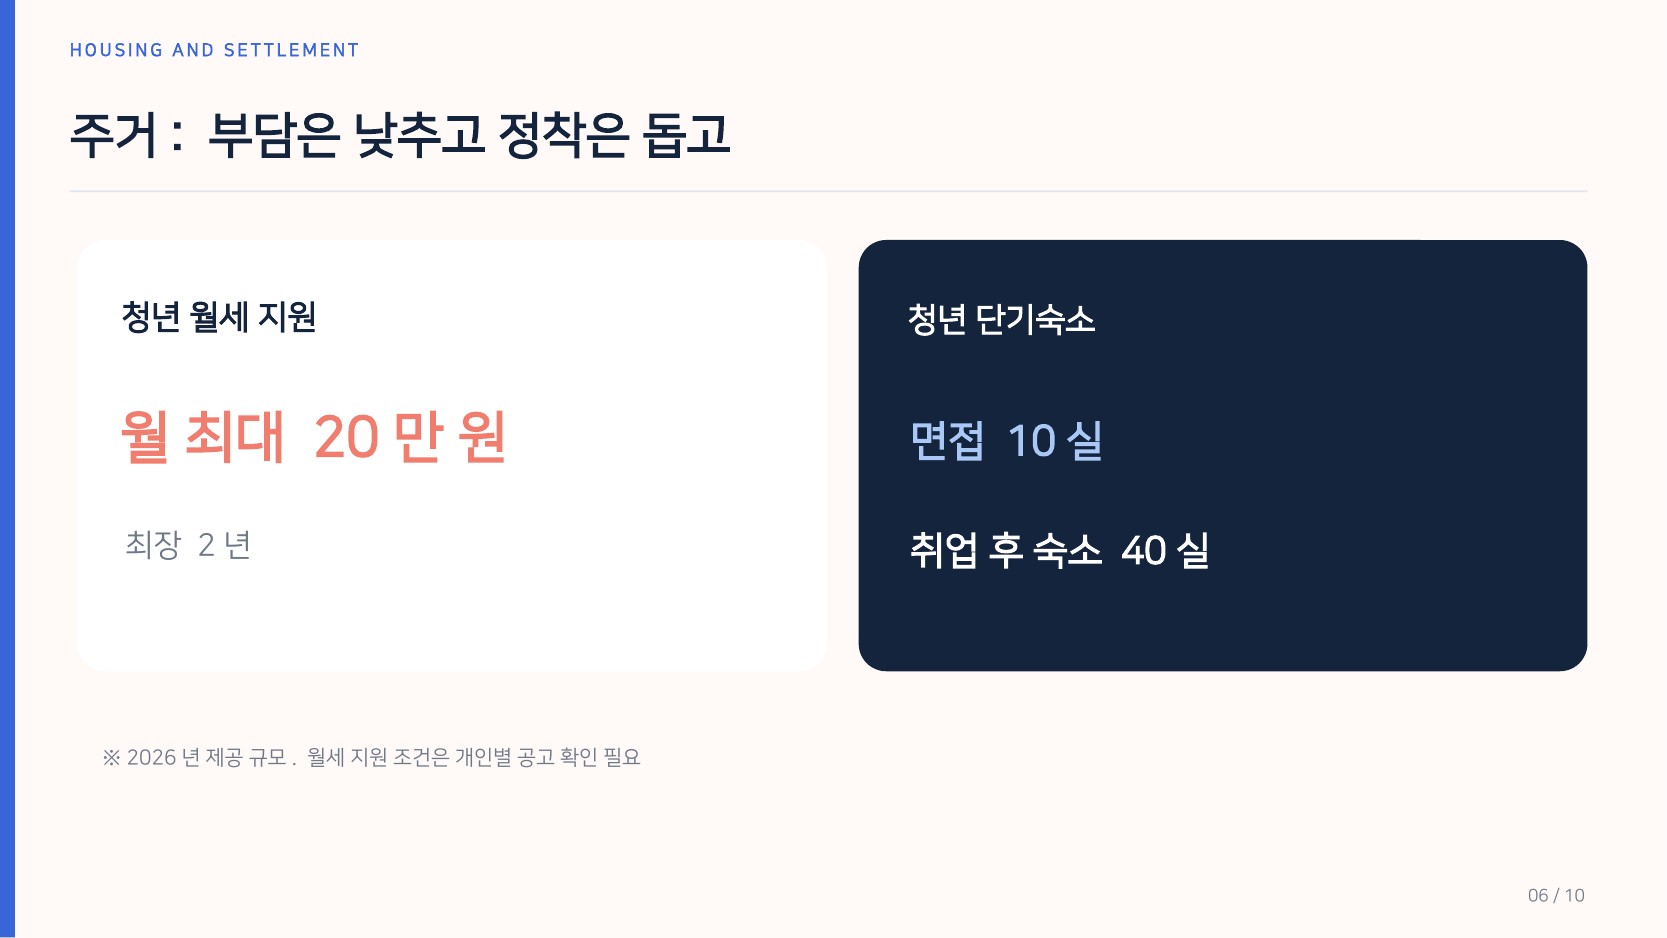 HOUSING AND SETTLEMENT
주거 : 부담은 낮추고 정착은 돕고
청년 월세 지원
월 최대 20 만 원
최장 2 년
청년 단기숙소
면접 10 실
취업 후 숙소 40 실
※ 2026 년 제공 규모 . 월세 지원 조건은 개인별 공고 확인 필요
06 / 10